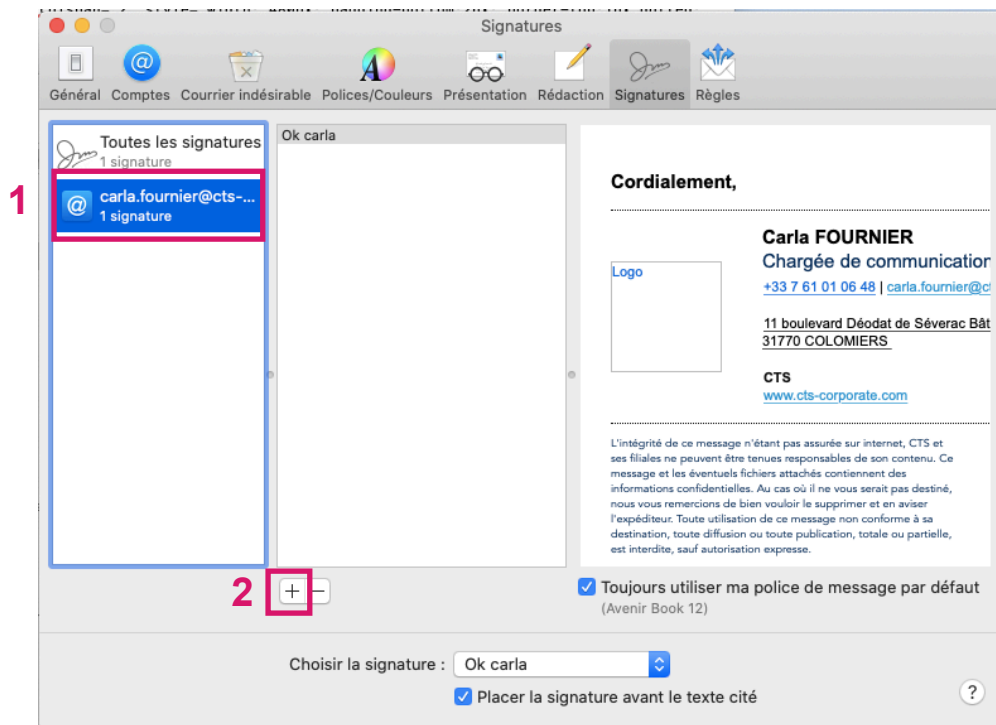 Signatures
Général Comptes Courrier indésirable Polices/Couleurs Présentation Rédaction Signatures Règles
Toutes les signatures
1 signature
1
carla.fournier@cts-...
1 signature
Ok carla
Cordialement,
Logo
Carla FOURNIER
Chargée de communication
+33 7 61 01 06 48 | carla.fournier@ct
11 boulevard Déodat de Séverac Bât
31770 COLOMIERS
CTS
www.cts-corporate.com
L'intégrité de ce message n'étant pas assurée sur internet, CTS et
ses filiales ne peuvent être tenues responsables de son contenu. Ce
message et les éventuels fichiers attachés contiennent des
informations confidentielles. Au cas où il ne vous serait pas destiné,
nous vous remercions de bien vouloir le supprimer et en aviser
l'expéditeur. Toute utilisation de ce message non conforme à sa
destination, toute diffusion ou toute publication, totale ou partielle,
est interdite, sauf autorisation expresse.
2
+ −
Toujours utiliser ma police de message par défaut
(Avenir Book 12)
Choisir la signature : Ok carla
Placer la signature avant le texte cité
?